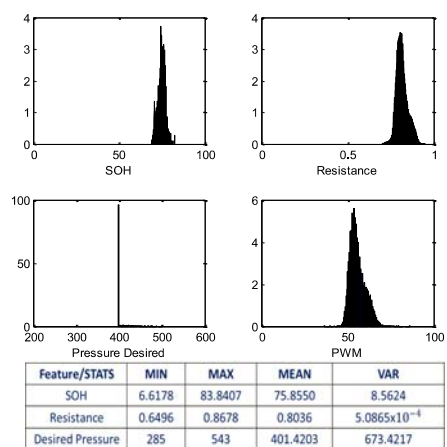 4 4
3 3
2 2
1 1
0 0
0 50 100 0 0.5 1
SOH Resistance
100 6
50 4
2
0 0
200 300 400 500 600 0 50 100
Pressure Desired PWM
Feature/STATS MIN MAX MEAN VAR
SOH 6.6178 83.8407 75.8550 8.5624
Resistance 0.6496 0.8678 0.8036 5.0865x10⁻⁴
Desired Pressure 285 543 401.4203 673.4217